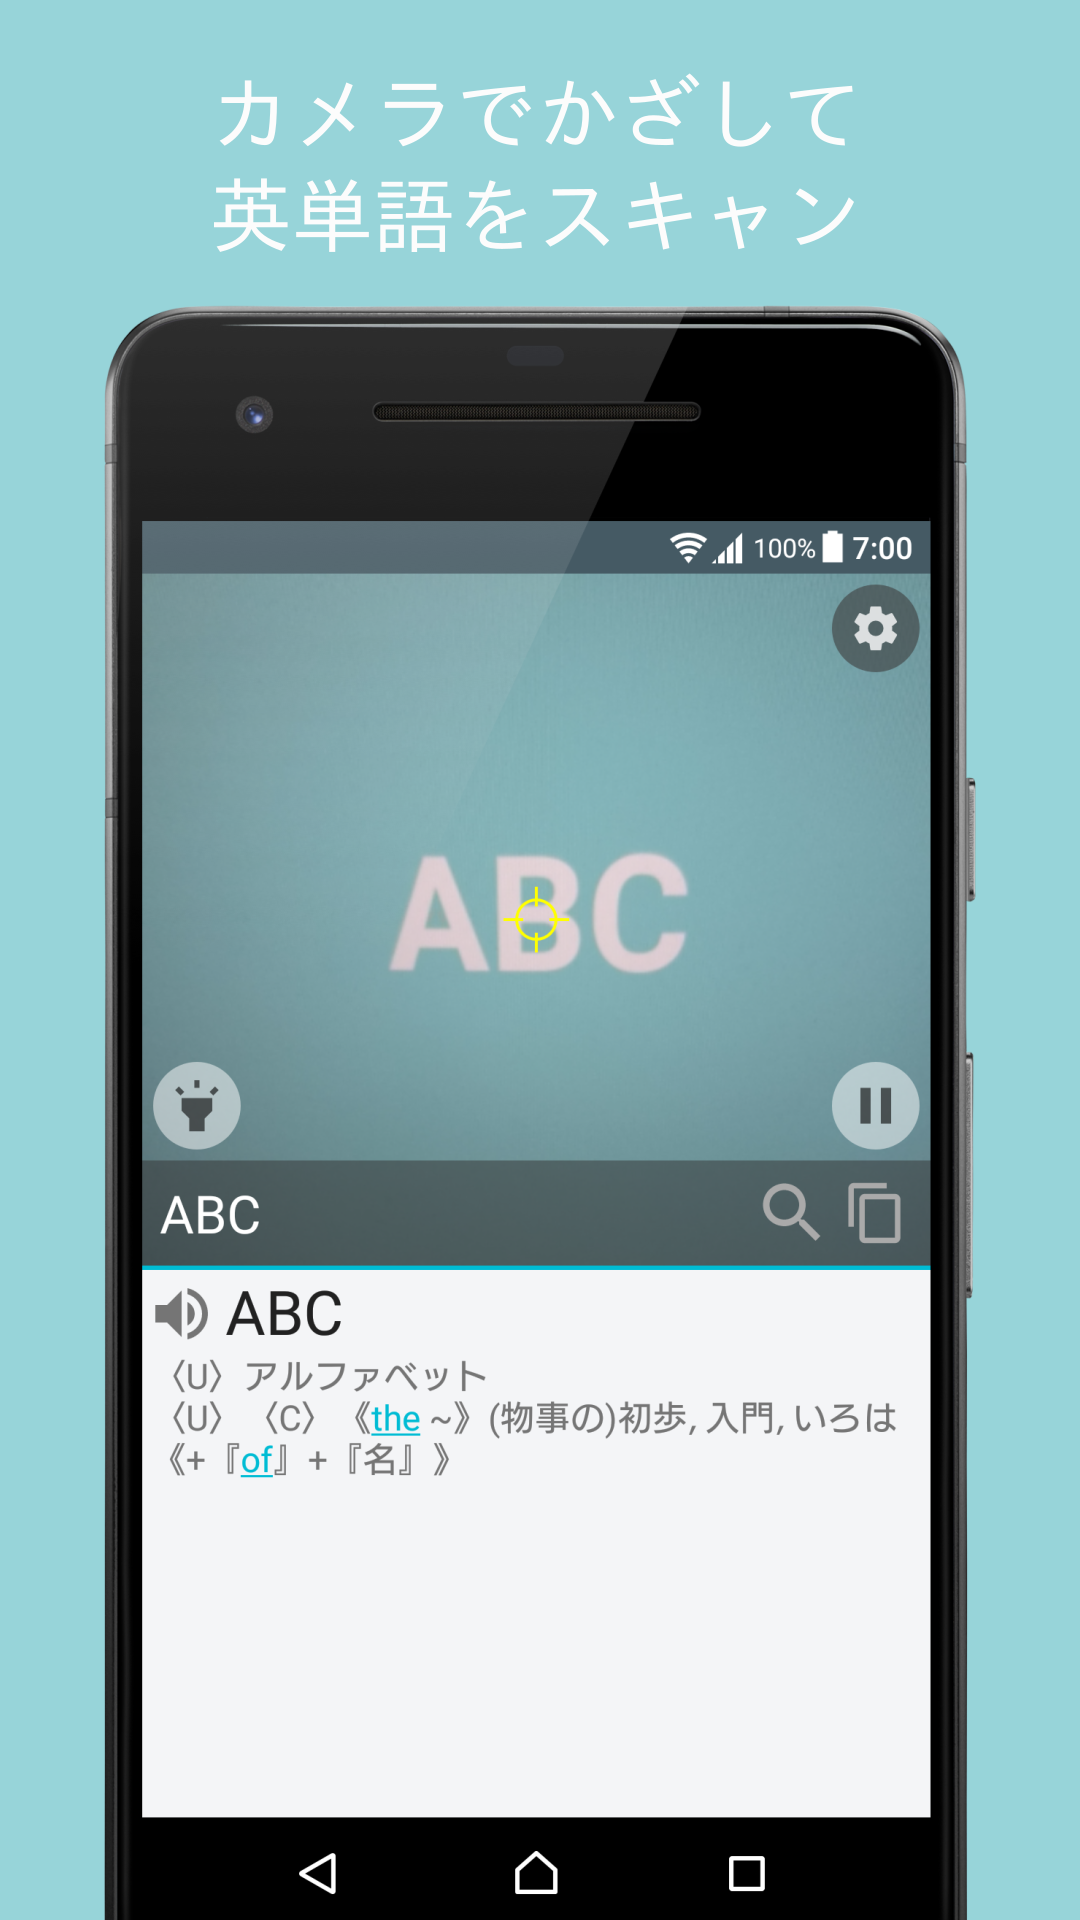 カメラでかざして
英単語をスキャン
100% 7:00
ABC
ABC
ABC
〈U〉 アルファベット
〈U〉 〈C〉 《the ~》(物事の)初歩, 入門, いろは
《+『of』+『名』》